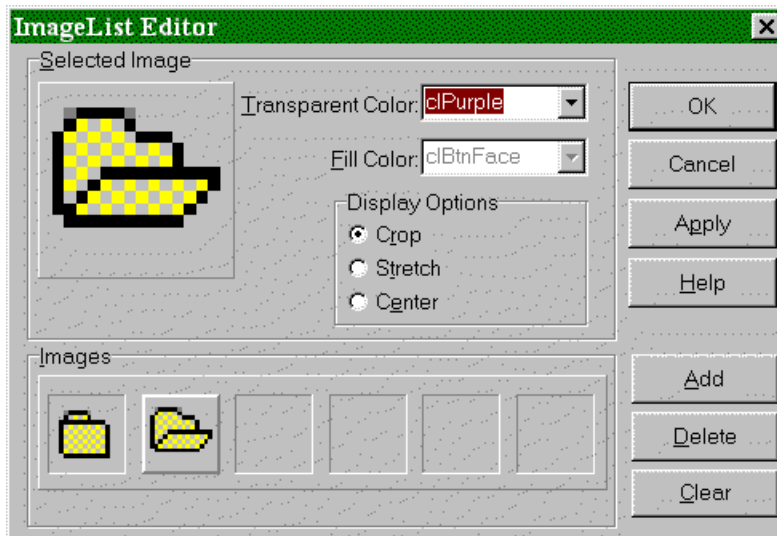 ImageList Editor
Selected Image
Transparent Color: clPurple
Fill Color: clBtnFace
Display Options
Crop
Stretch
Center
OK
Cancel
Apply
Help
Images
Add
Delete
Clear